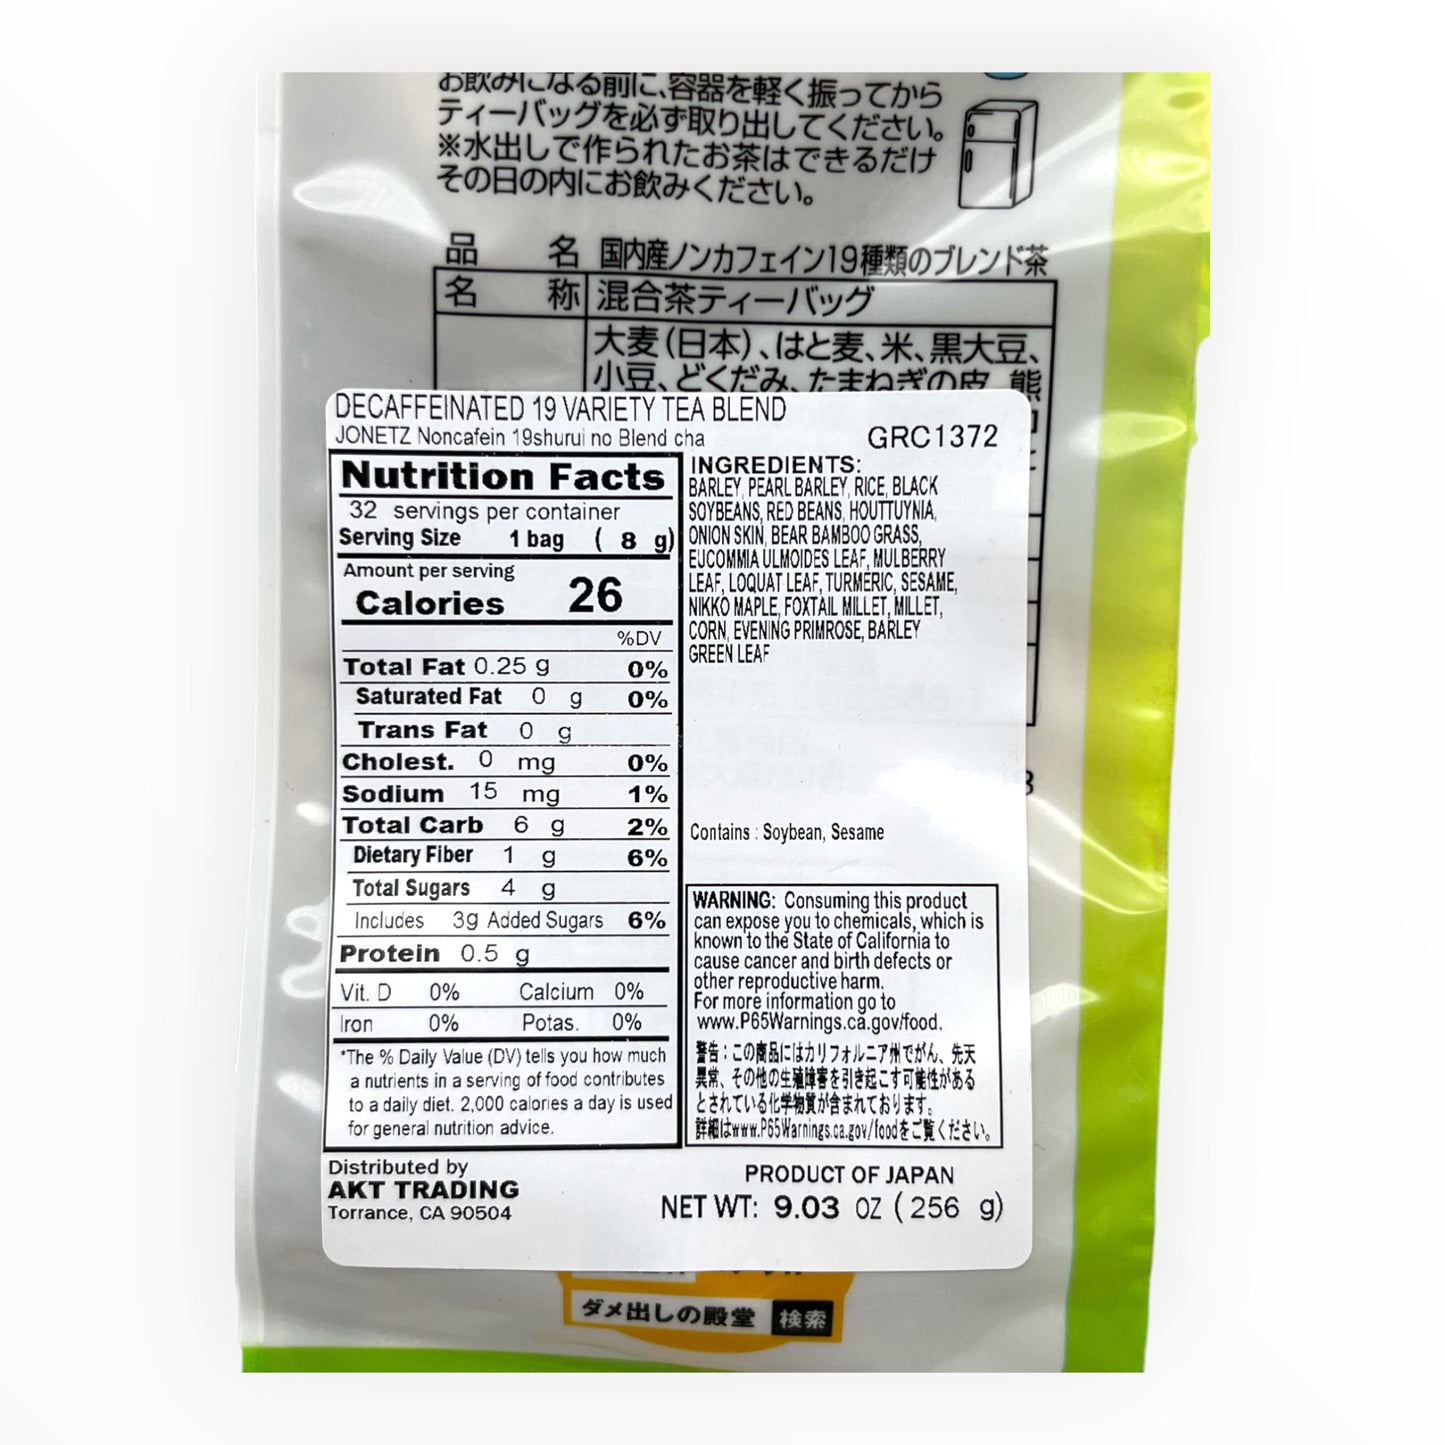 お飲みになる前に、容器を軽く振ってから
ティーバッグを必ず取り出してください。
※水出しで作られたお茶はできるだけ
その日の内にお飲みください。
品 名 国内産ノンカフェイン19種類のブレンド茶
名 称 混合茶ティーバッグ
大麦(日本)、はと麦、米、黒大豆、
小豆、どくだみ、たまねぎの皮、熊
DECAFFEINATED 19 VARIETY TEA BLEND
JONETZ Noncafein 19shurui no Blend cha
GRC1372
Nutrition Facts
32 servings per container
Serving Size 1 bag ( 8 g)
Amount per serving
Calories 26
%DV
Total Fat 0.25 g 0%
Saturated Fat 0 g 0%
Trans Fat 0 g
Cholest. 0 mg 0%
Sodium 15 mg 1%
Total Carb 6 g 2%
Dietary Fiber 1 g 6%
Total Sugars 4 g
Includes 3g Added Sugars 6%
Protein 0.5 g
Vit. D 0% Calcium 0%
Iron 0% Potas. 0%
*The % Daily Value (DV) tells you how much
a nutrients in a serving of food contributes
to a daily diet. 2,000 calories a day is used
for general nutrition advice.
INGREDIENTS:
BARLEY, PEARL BARLEY, RICE, BLACK
SOYBEANS, RED BEANS, HOUTTUYNIA,
ONION SKIN, BEAR BAMBOO GRASS,
EUCOMMIA ULMOIDES LEAF, MULBERRY
LEAF, LOQUAT LEAF, TURMERIC, SESAME,
NIKKO MAPLE, FOXTAIL MILLET, MILLET,
CORN, EVENING PRIMROSE, BARLEY
GREEN LEAF
Contains : Soybean, Sesame
WARNING: Consuming this product
can expose you to chemicals, which is
known to the State of California to
cause cancer and birth defects or
other reproductive harm.
For more information go to
www.P65Warnings.ca.gov/food.
警告：この商品にはカリフォルニア州でがん、先天
異常、その他の生殖障害を引き起こす可能性がある
とされている化学物質が含まれております。
詳細はwww.P65Warnings.ca.gov/foodをご覧ください。
Distributed by
AKT TRADING
Torrance, CA 90504
PRODUCT OF JAPAN
NET WT: 9.03 OZ ( 256 g)
ダメ出しの殿堂 検索